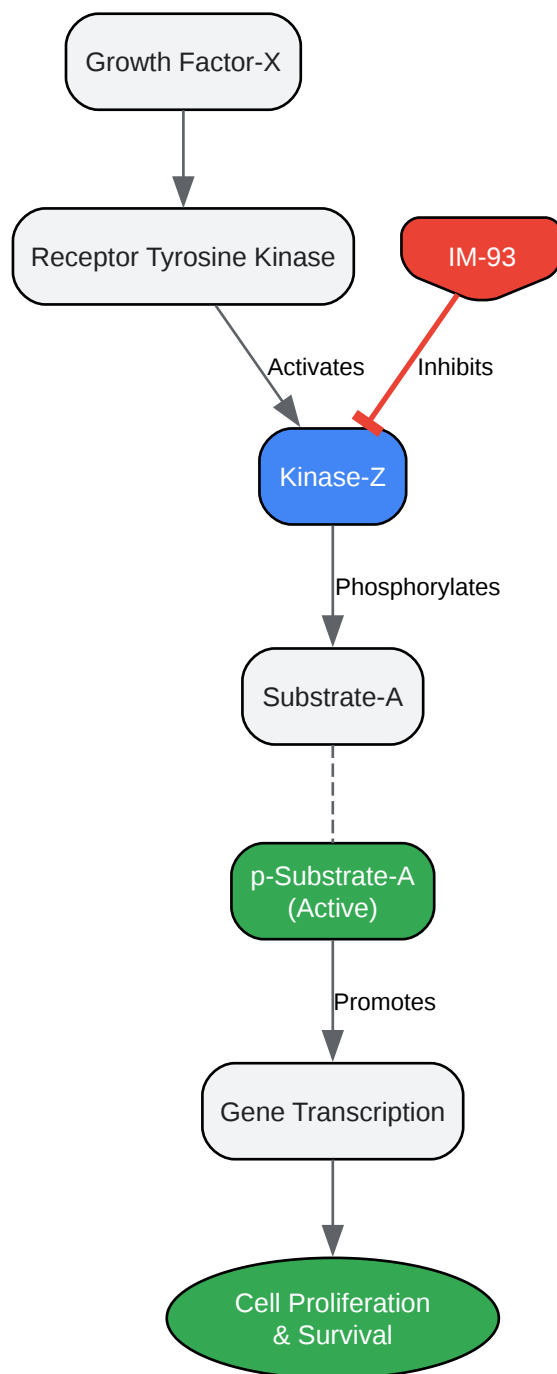 Growth Factor-X
Receptor Tyrosine Kinase
IM-93
Activates
Inhibits
Kinase-Z
Phosphorylates
Substrate-A
p-Substrate-A
(Active)
Promotes
Gene Transcription
Cell Proliferation
& Survival